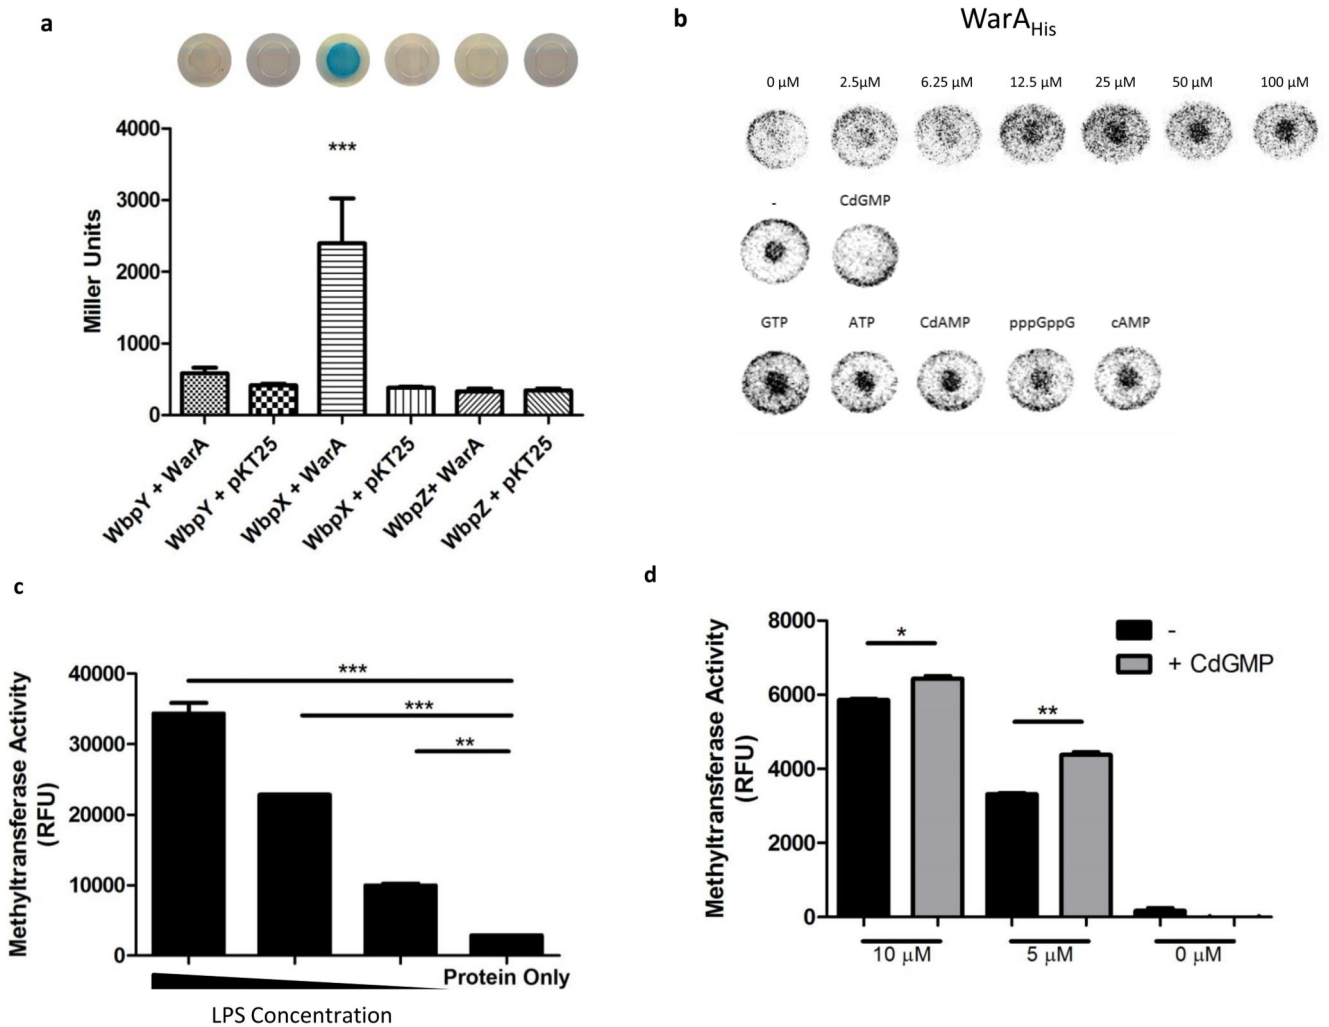 a
4000
***
3000
2000
1000
0
Miller Units
WbpY + WarA
WbpY + pKT25
WbpX + WarA
WbpX + pKT25
WbpZ+ WarA
WbpZ + pKT25
b
WarAHis
0 µM 2.5µM 6.25 µM 12.5 µM 25 µM 50 µM 100 µM
- CdGMP
GTP ATP CdAMP pppGppG cAMP
c
40000
30000
20000
10000
0
Methyltransferase Activity
(RFU)
***
***
**
Protein Only
LPS Concentration
d
8000
6000
4000
2000
0
Methyltransferase Activity
(RFU)
*
**
-
+ CdGMP
10 µM 5 µM 0 µM